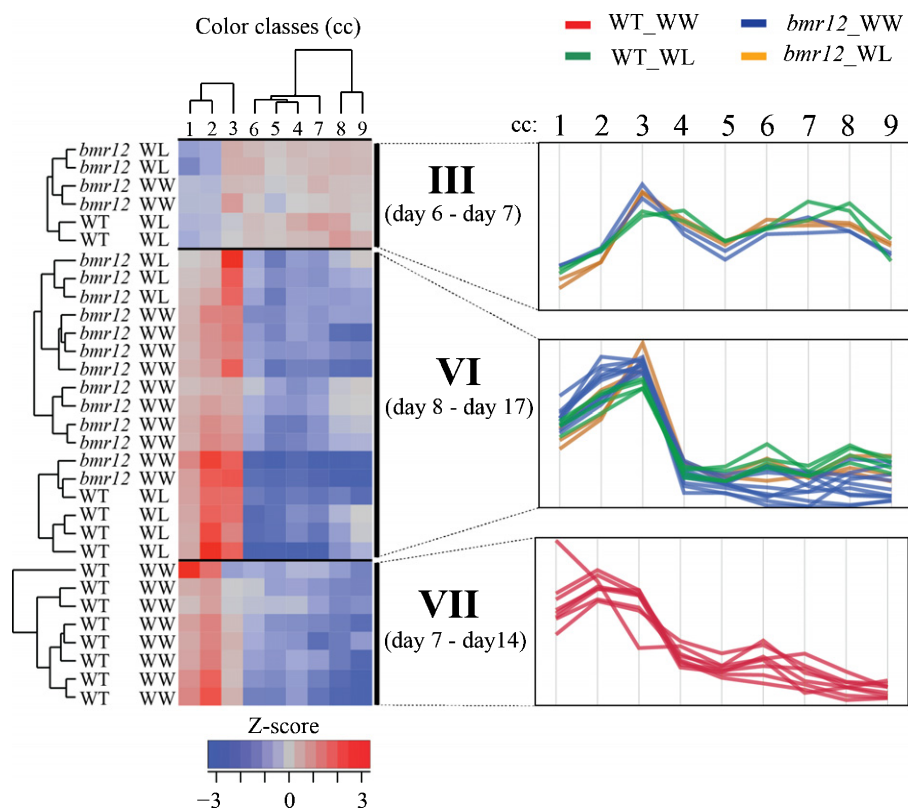 Color classes (cc)
WT_WW
bmr12_WW
WT_WL
bmr12_WL
1 2 3 6 5 4 7 8 9
cc: 1 2 3 4 5 6 7 8 9
bmr12 WL
bmr12 WL
bmr12 WW
bmr12 WW
WT WL
WT WL
III
(day 6 - day 7)
bmr12 WL
bmr12 WL
bmr12 WL
bmr12 WW
bmr12 WW
bmr12 WW
bmr12 WW
bmr12 WW
bmr12 WW
bmr12 WW
bmr12 WW
bmr12 WW
bmr12 WW
WT WL
WT WL
WT WL
WT WL
VI
(day 8 - day 17)
WT WW
WT WW
WT WW
WT WW
WT WW
WT WW
WT WW
WT WW
VII
(day 7 - day14)
Z-score
−3 0 3